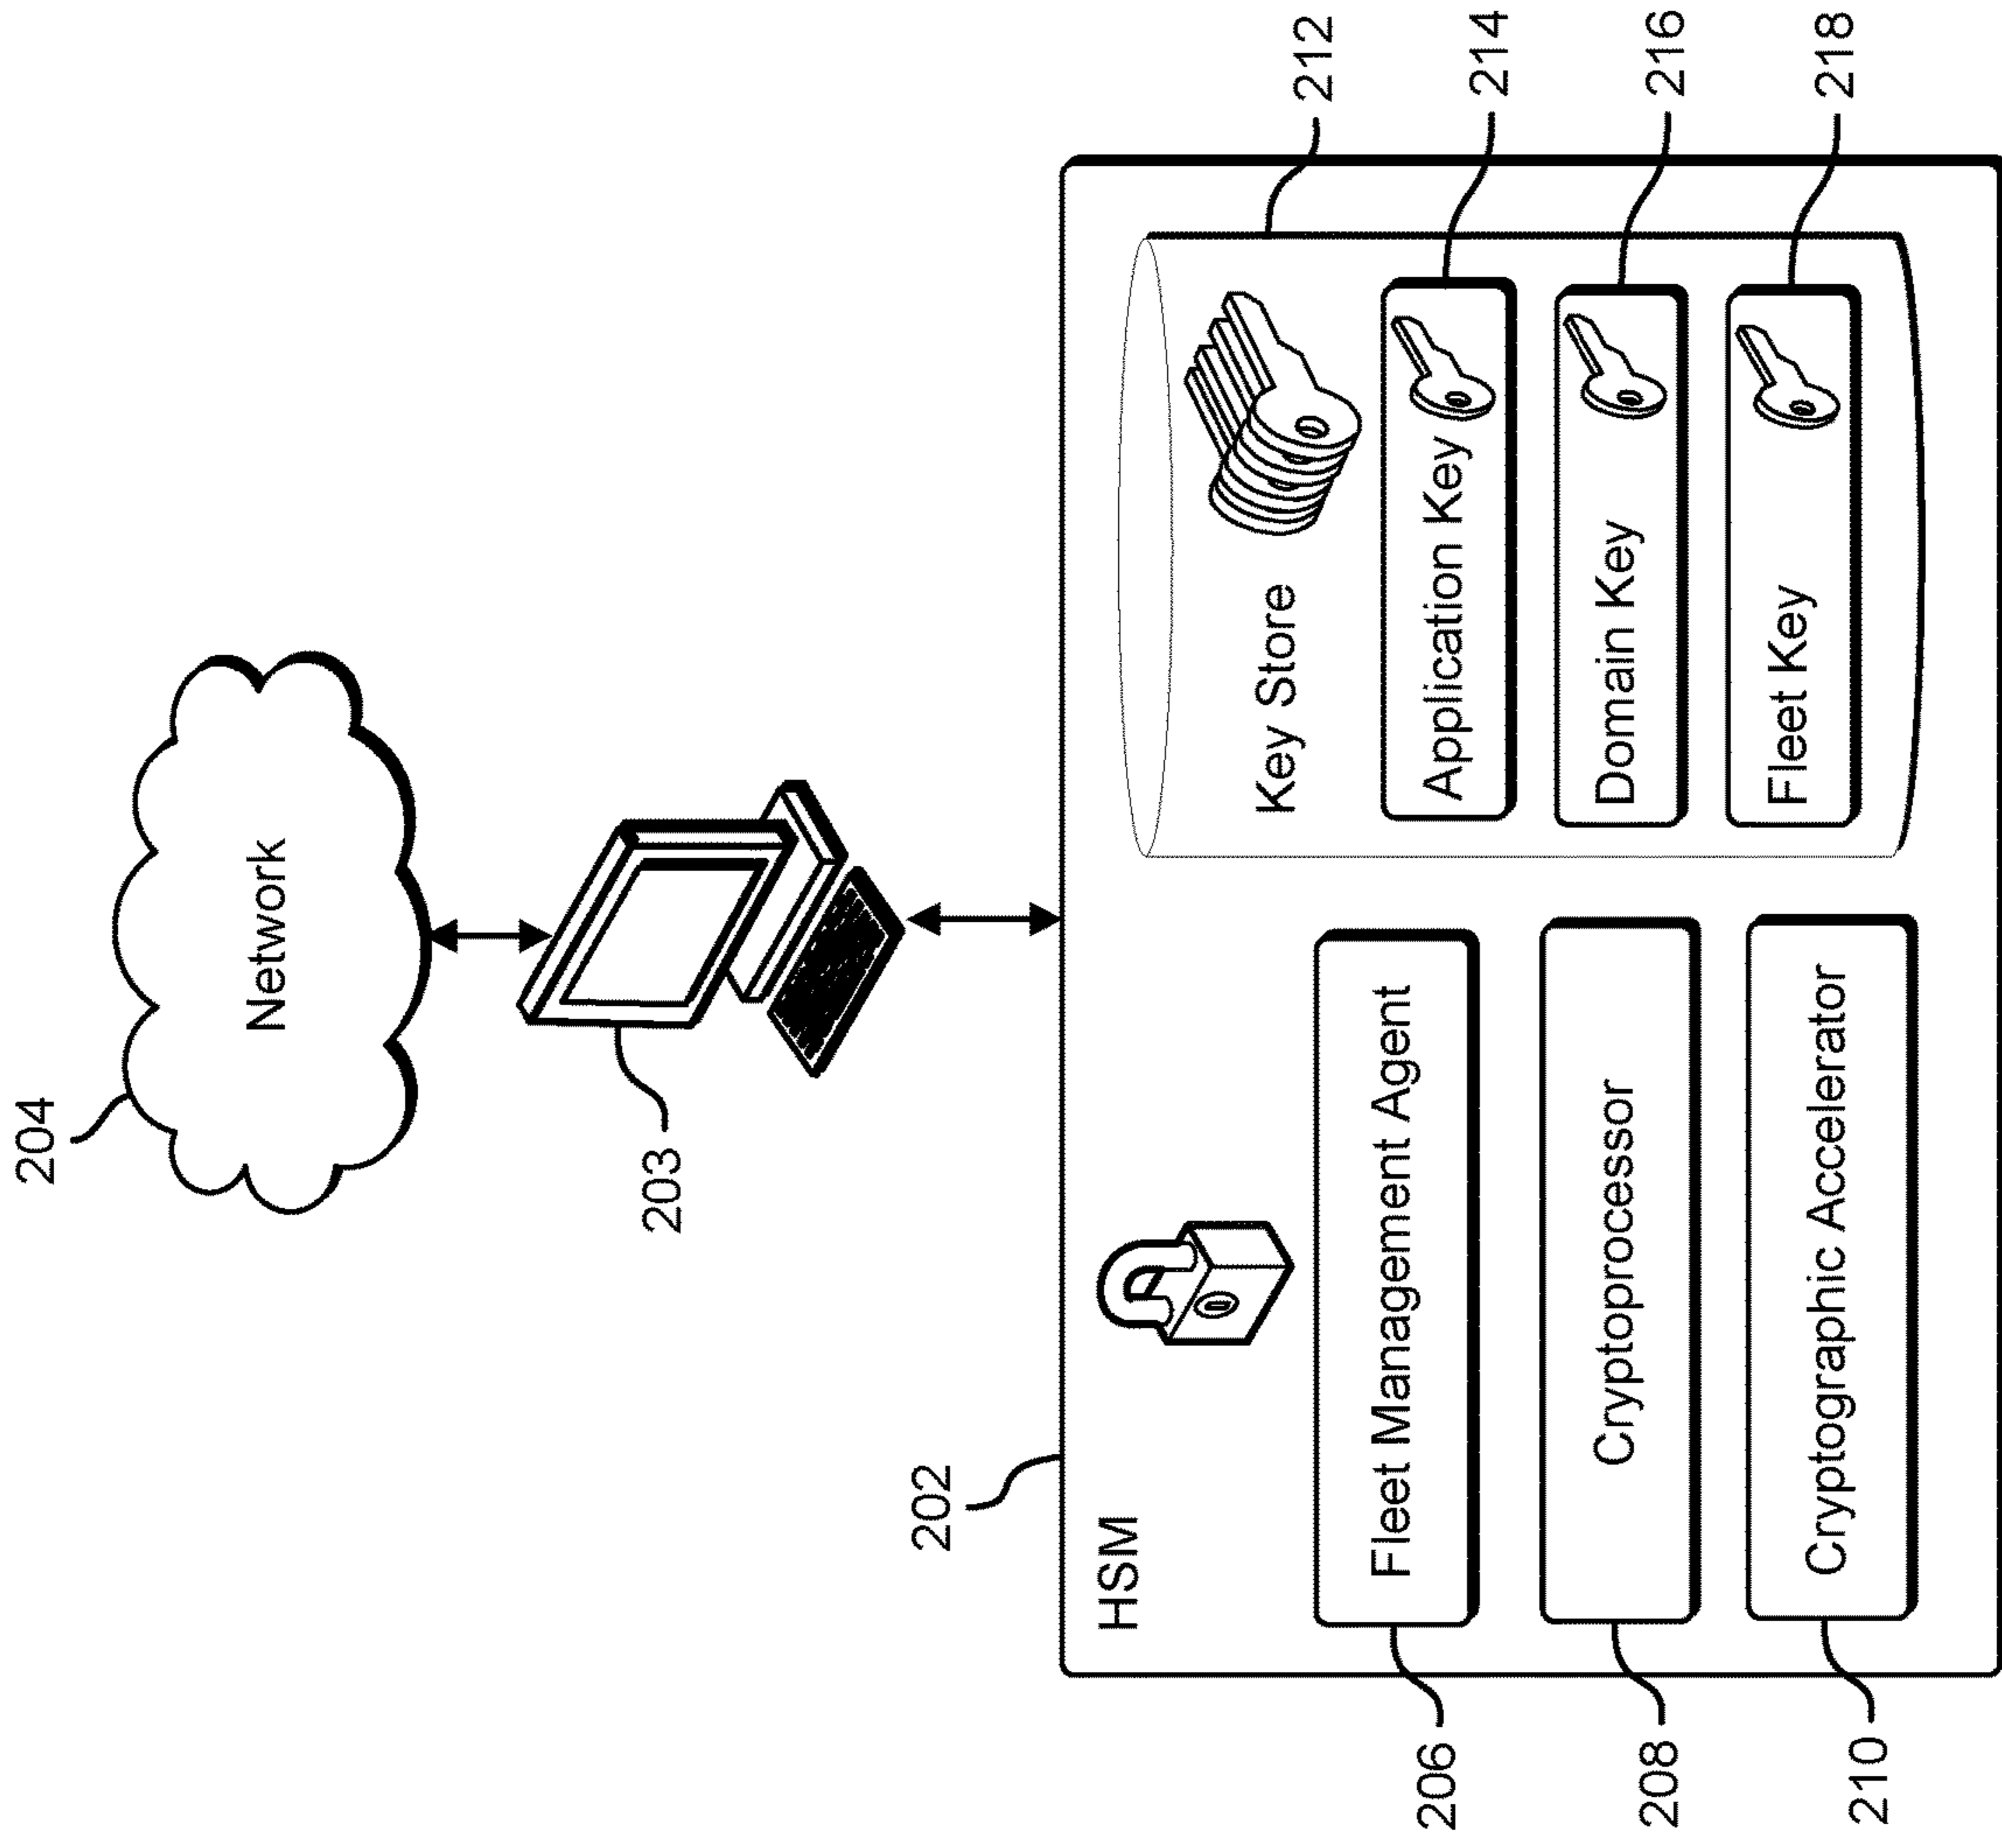 204
Network
203
202
HSM
Key Store
212
Fleet Management Agent
206
Application Key
214
Cryptoprocessor
208
Domain Key
216
Cryptographic Accelerator
210
Fleet Key
218